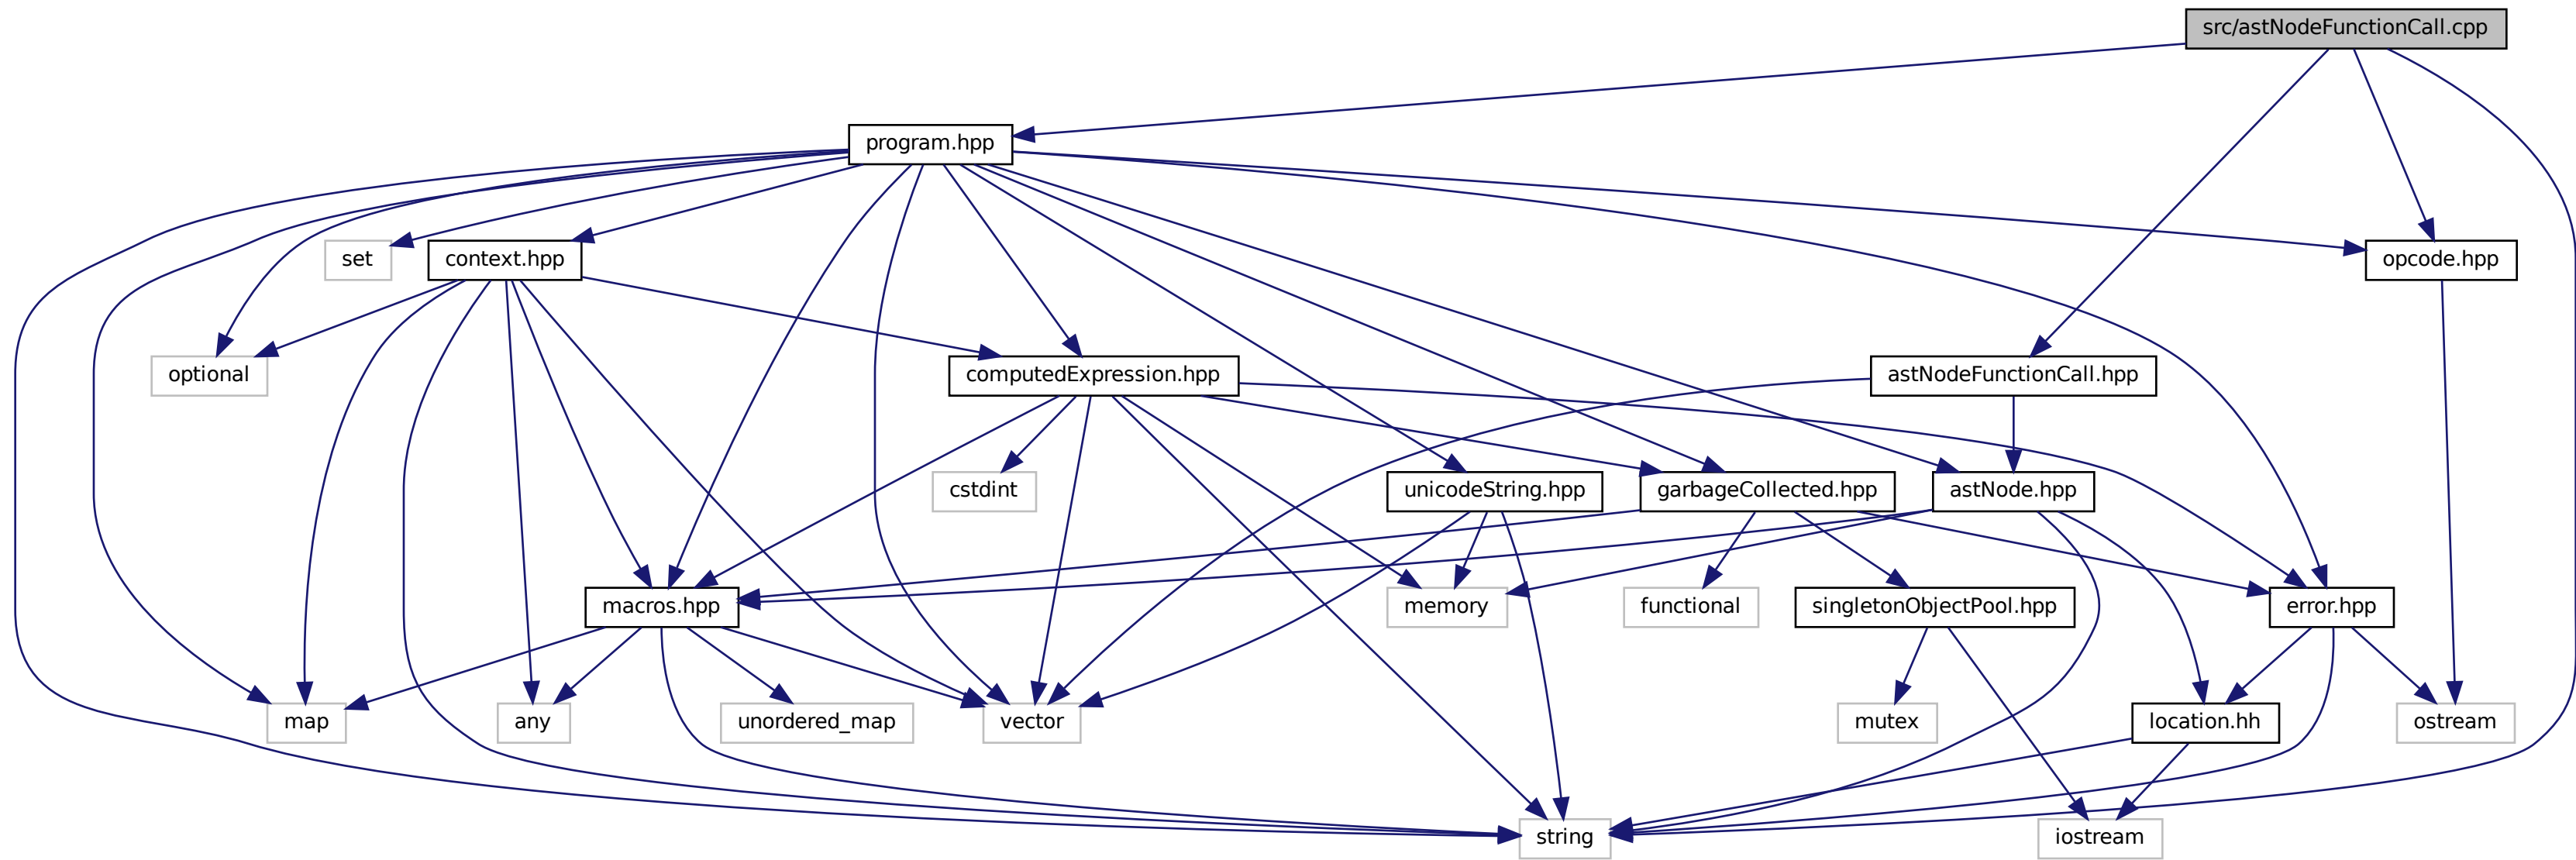 src/astNodeFunctionCall.cpp
program.hpp
set
context.hpp
opcode.hpp
optional
computedExpression.hpp
astNodeFunctionCall.hpp
cstdint
unicodeString.hpp
garbageCollected.hpp
astNode.hpp
macros.hpp
memory
functional
singletonObjectPool.hpp
error.hpp
map
any
unordered_map
vector
mutex
location.hh
ostream
string
iostream